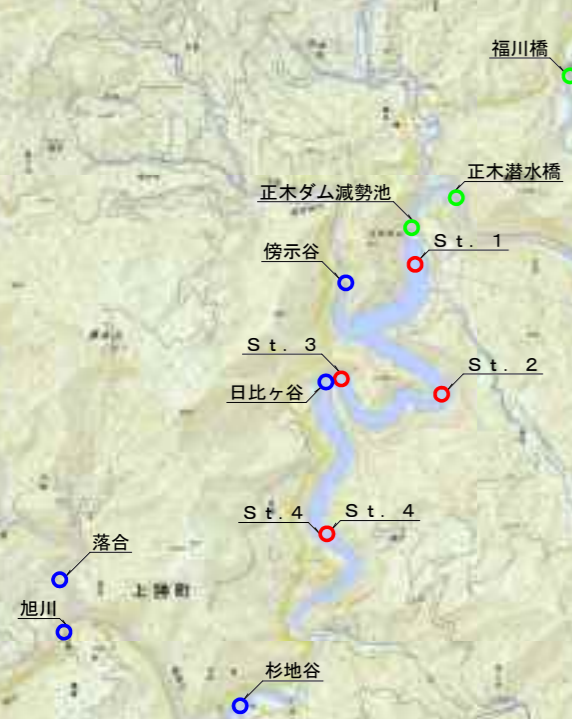 福川橋
正木潜水橋
正木ダム減勢池
Ｓｔ．１
傍示谷
Ｓｔ．３
Ｓｔ．２
日比ヶ谷
Ｓｔ.４
Ｓｔ．４
落合
上勝町
旭川
杉地谷